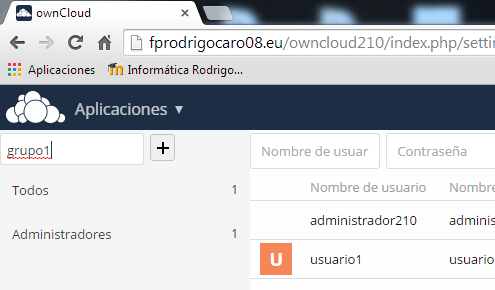 ownCloud
fprodrigocaro08.eu/owncloud210/index.php/settin
Aplicaciones Informática Rodrigo...
Aplicaciones
grupo1 + Nombre de usuar Contraseña
Todos 1
Administradores 1
Nombre de usuario Nombre
administrador210 adminis
U usuario1 usuario